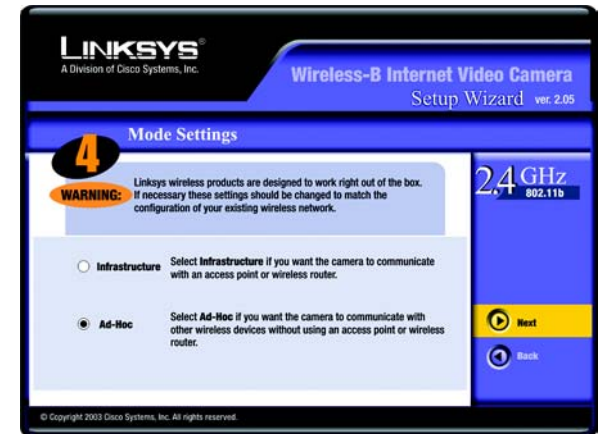 LINKSYS®
A Division of Cisco Systems, Inc.
Wireless-B Internet Video Camera
Setup Wizard ver. 2.05
4
Mode Settings
WARNING:
Linksys wireless products are designed to work right out of the box.
If necessary these settings should be changed to match the
configuration of your existing wireless network.
2,4 GHz
802.11b
Infrastructure
Select Infrastructure if you want the camera to communicate
with an access point or wireless router.
Ad-Hoc
Select Ad-Hoc if you want the camera to communicate with
other wireless devices without using an access point or wireless
router.
Next
Back
© Copyright 2003 Cisco Systems, Inc. All rights reserved.